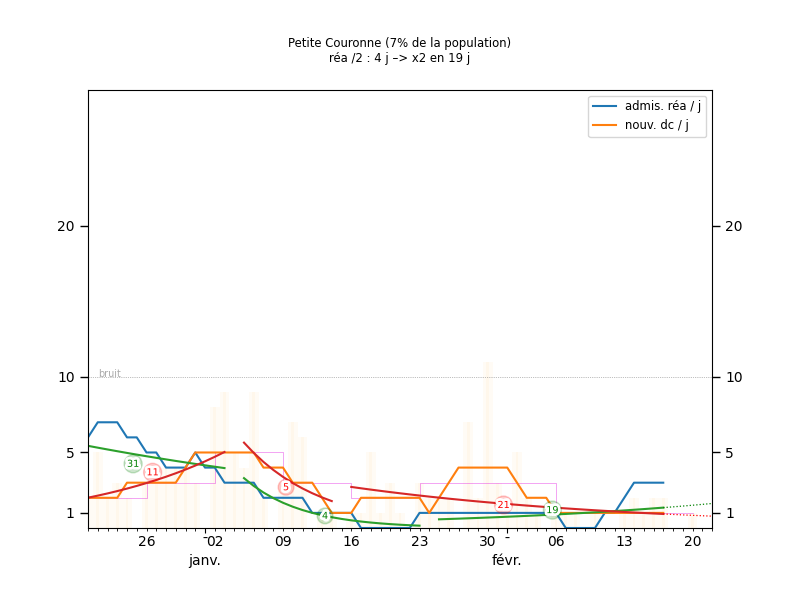 Petite Couronne (7% de la population)
réa /2 : 4 j –> x2 en 19 j
admis. réa / j
nouv. dc / j
20 20
bruit
10 10
5 5
31 11 5 4 21 19
1 1
26 02 09 16 23 30 06 13 20
janv. févr.